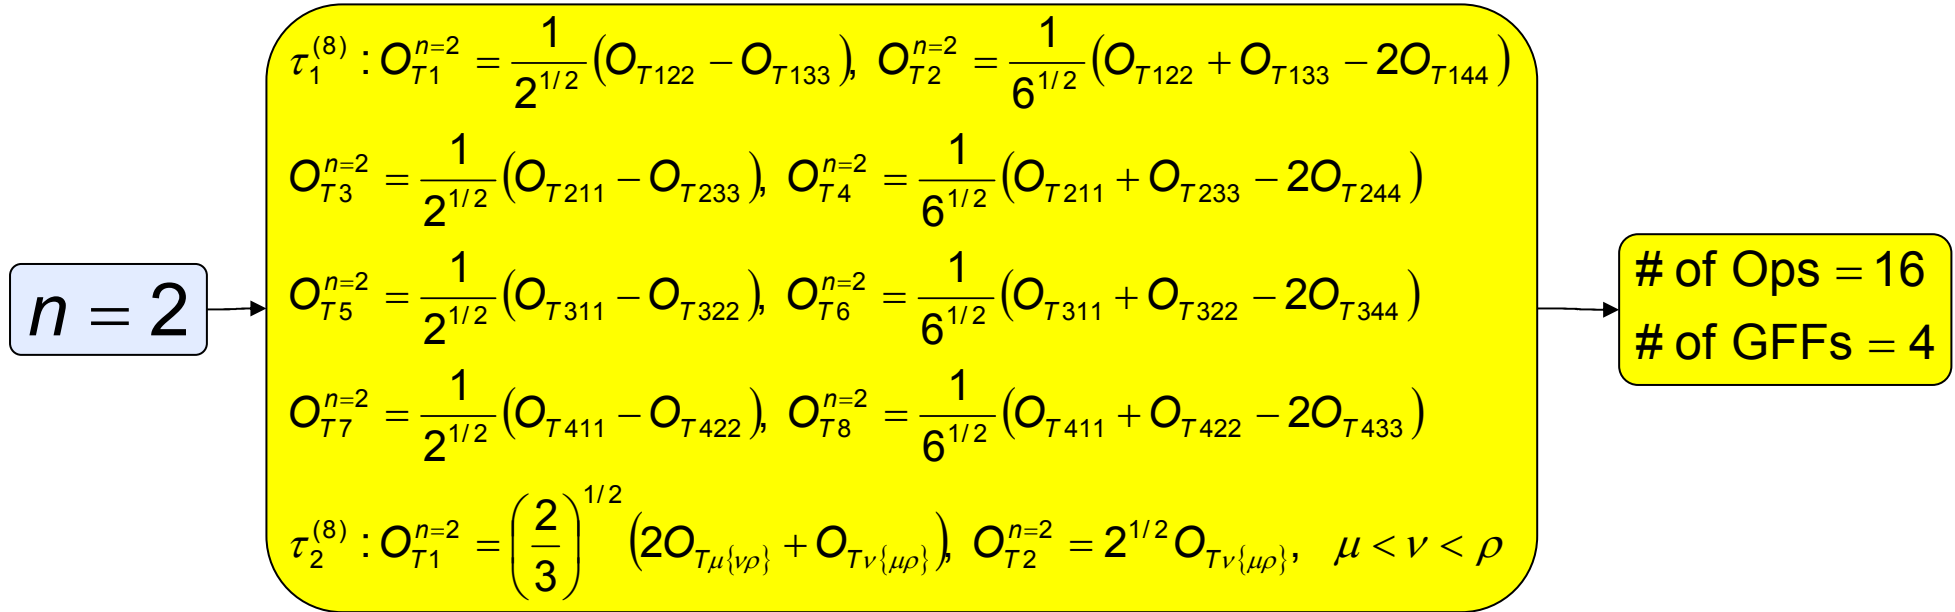 n = 2
τ₁⁽⁸⁾ : O_{T1}^{n=2} = \frac{1}{2^{1/2}} (O_{T122} − O_{T133}), O_{T2}^{n=2} = \frac{1}{6^{1/2}} (O_{T122} + O_{T133} − 2O_{T144})
O_{T3}^{n=2} = \frac{1}{2^{1/2}} (O_{T211} − O_{T233}), O_{T4}^{n=2} = \frac{1}{6^{1/2}} (O_{T211} + O_{T233} − 2O_{T244})
O_{T5}^{n=2} = \frac{1}{2^{1/2}} (O_{T311} − O_{T322}), O_{T6}^{n=2} = \frac{1}{6^{1/2}} (O_{T311} + O_{T322} − 2O_{T344})
O_{T7}^{n=2} = \frac{1}{2^{1/2}} (O_{T411} − O_{T422}), O_{T8}^{n=2} = \frac{1}{6^{1/2}} (O_{T411} + O_{T422} − 2O_{T433})
τ₂⁽⁸⁾ : O_{T1}^{n=2} = (\frac{2}{3})^{1/2} (2O_{Tμ{νρ}} + O_{Tν{μρ}}), O_{T2}^{n=2} = 2^{1/2} O_{Tν{μρ}}, μ < ν < ρ
# of Ops = 16
# of GFFs = 4